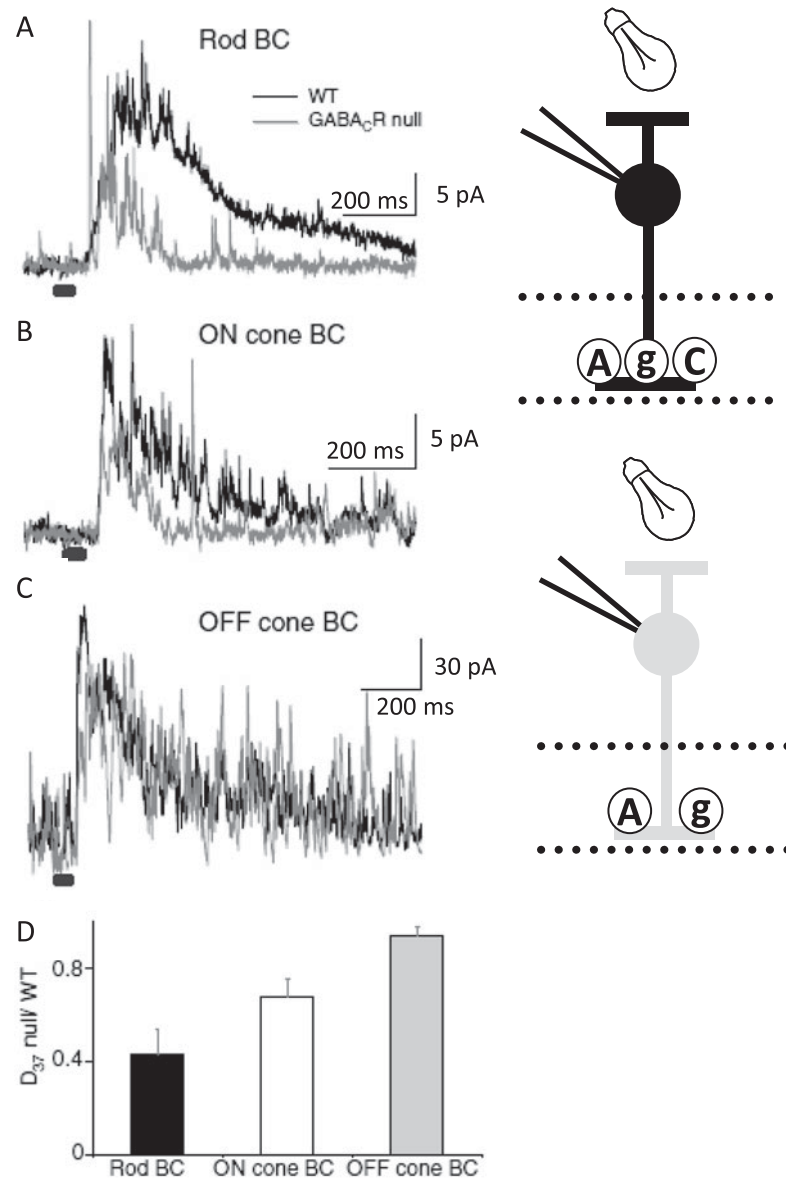 A
Rod BC
WT
GABA_CR null
200 ms
5 pA
A g C
B
ON cone BC
200 ms
5 pA
C
OFF cone BC
30 pA
200 ms
A g
D
D_37 null/ WT
0.8
0.4
0
Rod BC
ON cone BC
OFF cone BC